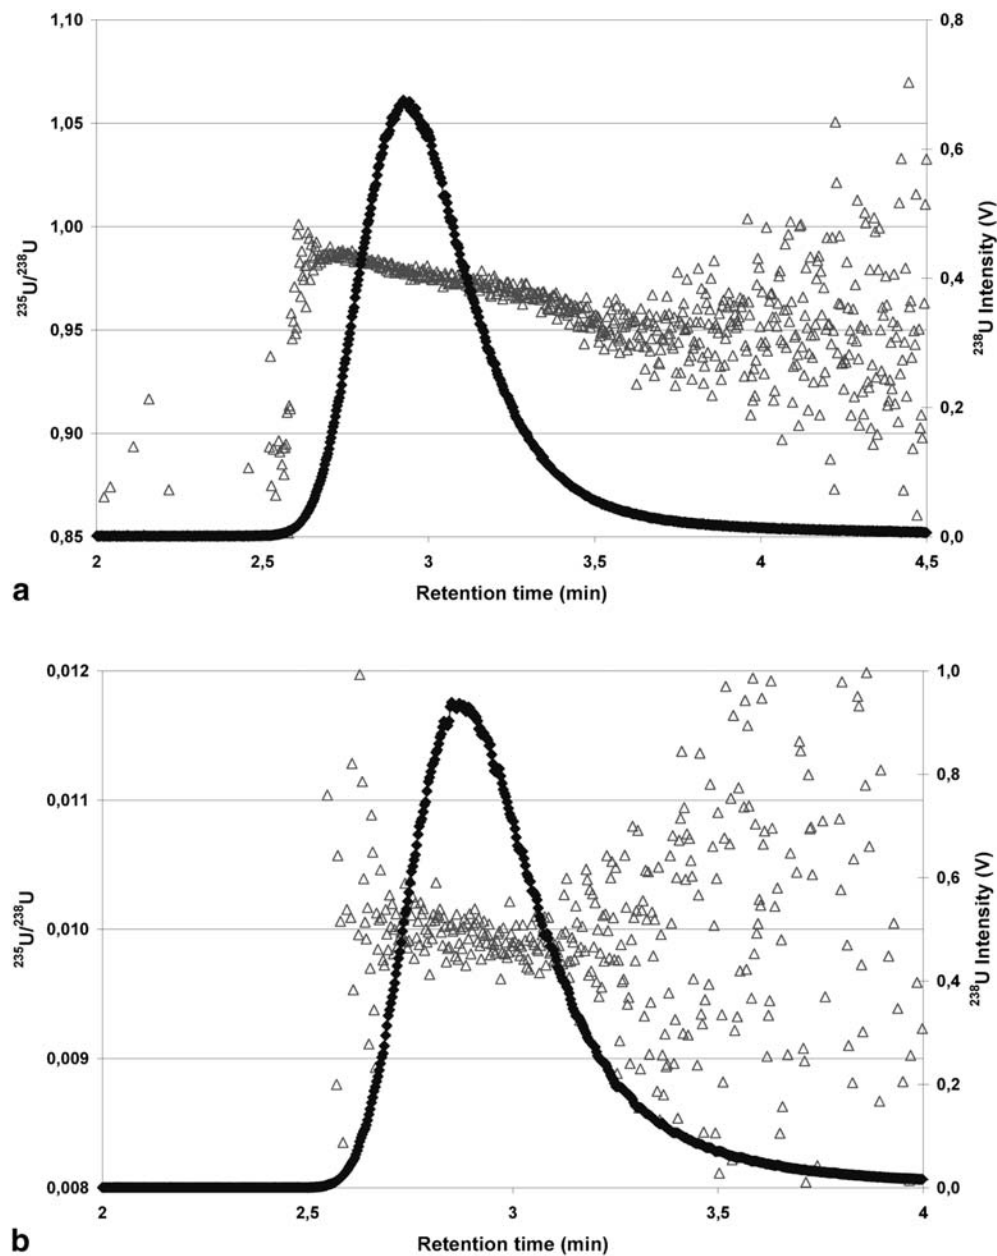 1,10
1,05
1,00
0,95
0,90
0,85
²³⁵U/²³⁸U
0,8
0,6
0,4
0,2
0,0
²³⁸U Intensity (V)
2 2,5 3 3,5 4 4,5
Retention time (min)
a
0,012
0,011
0,010
0,009
0,008
²³⁵U/²³⁸U
1,0
0,8
0,6
0,4
0,2
0,0
²³⁸U Intensity (V)
2 2,5 3 3,5 4
Retention time (min)
b